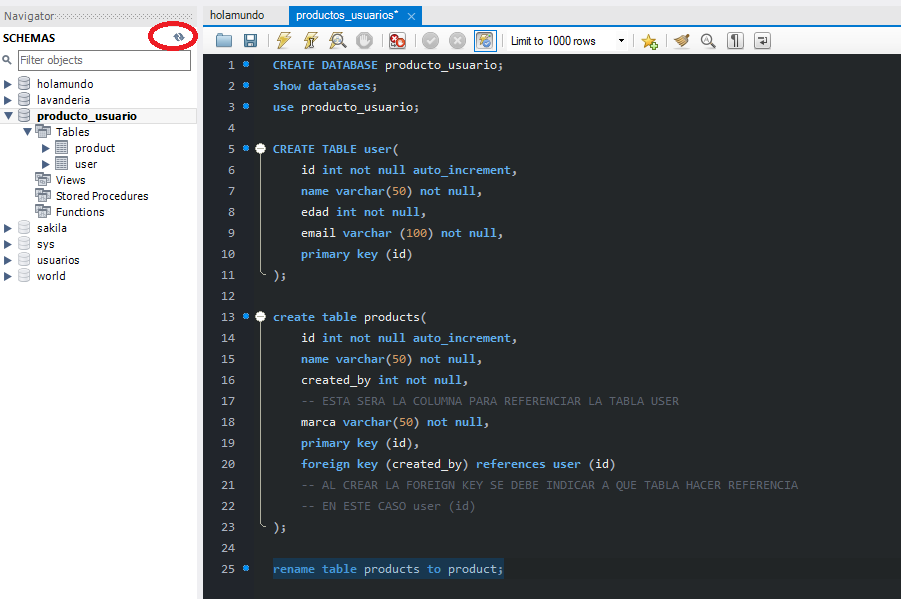 Navigator
SCHEMAS
Filter objects
holamundo
lavanderia
producto_usuario
Tables
product
user
Views
Stored Procedures
Functions
sakila
sys
usuarios
world
holamundo
productos_usuarios*
Limit to 1000 rows
1 CREATE DATABASE producto_usuario;
2 show databases;
3 use producto_usuario;
4
5 CREATE TABLE user(
6 id int not null auto_increment,
7 name varchar(50) not null,
8 edad int not null,
9 email varchar (100) not null,
10 primary key (id)
11 );
12
13 create table products(
14 id int not null auto_increment,
15 name varchar(50) not null,
16 created_by int not null,
17 -- ESTA SERA LA COLUMNA PARA REFERENCIAR LA TABLA USER
18 marca varchar(50) not null,
19 primary key (id),
20 foreign key (created_by) references user (id)
21 -- AL CREAR LA FOREIGN KEY SE DEBE INDICAR A QUE TABLA HACER REFERENCIA
22 -- EN ESTE CASO user (id)
23 );
24
25 rename table products to product;